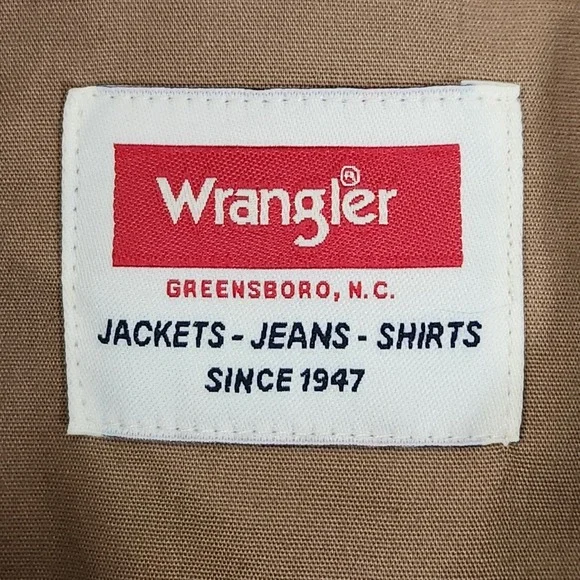 Wrangler®
GREENSBORO, N.C.
JACKETS - JEANS - SHIRTS
SINCE 1947